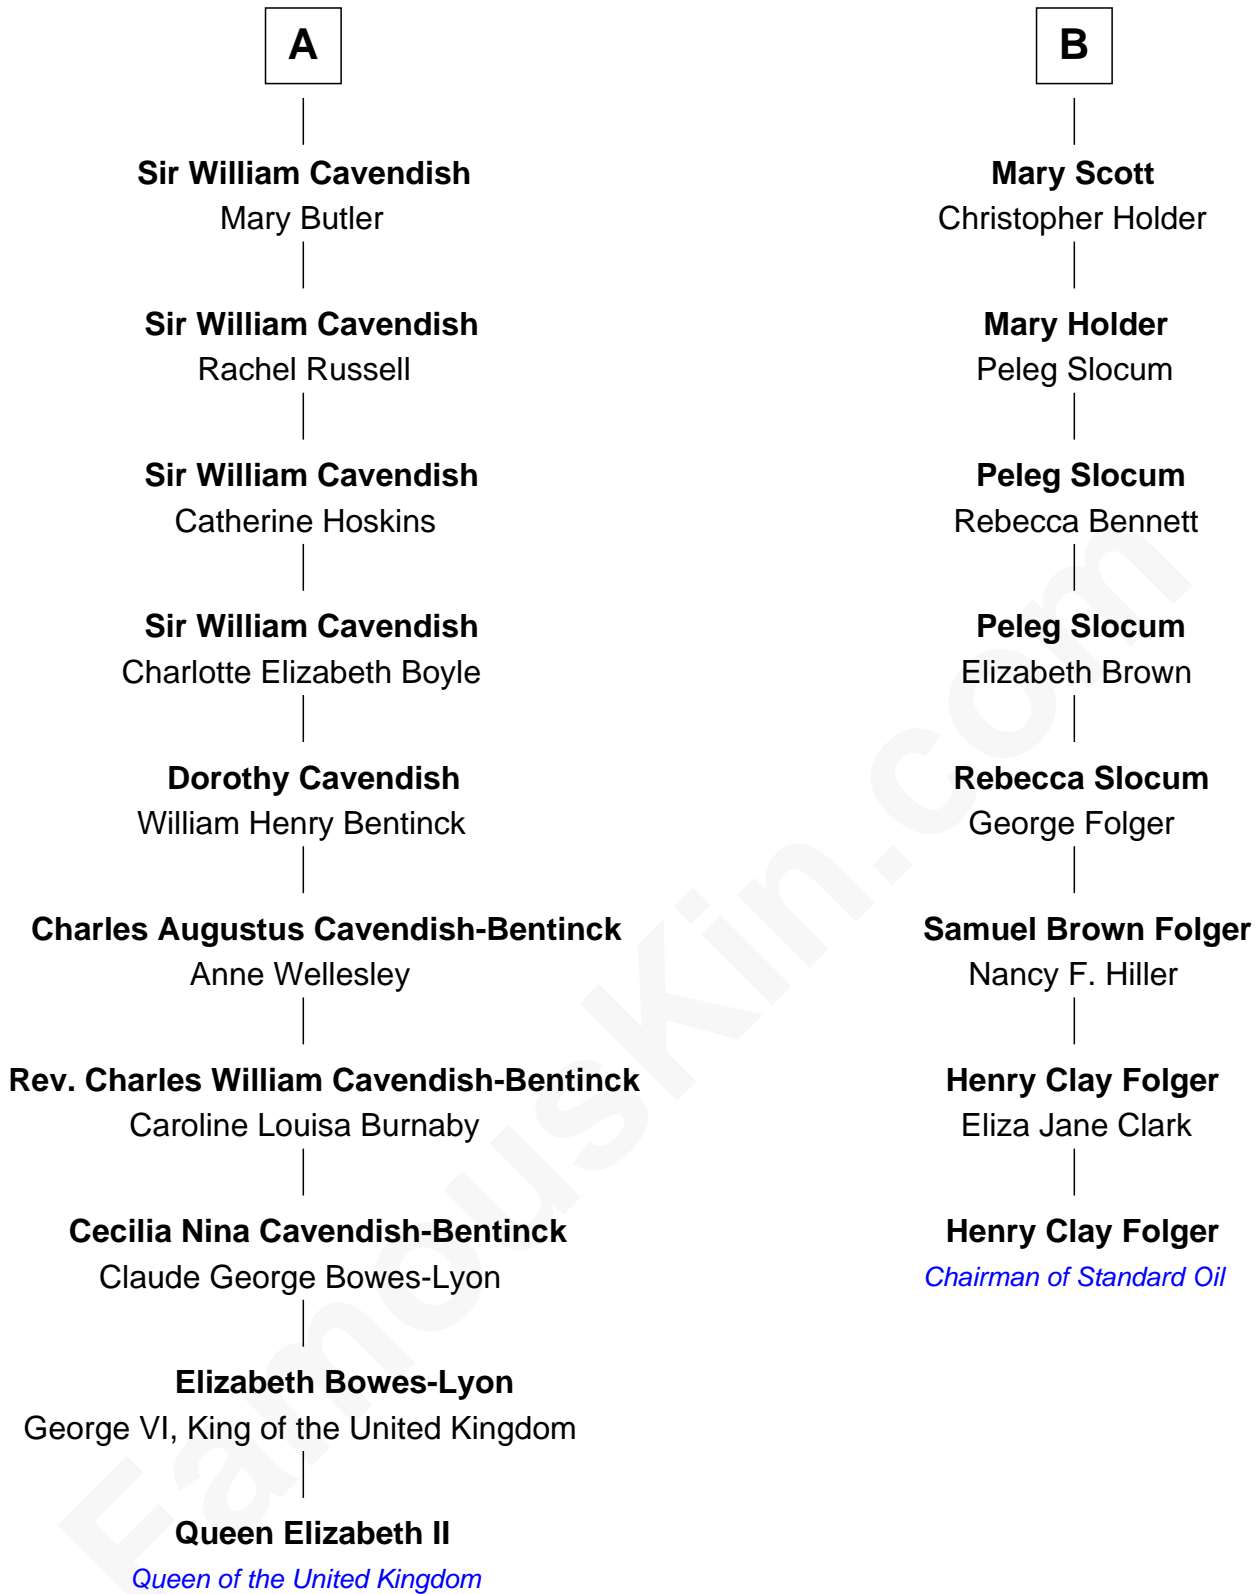 A
Sir William Cavendish
Mary Butler
Sir William Cavendish
Rachel Russell
Sir William Cavendish
Catherine Hoskins
Sir William Cavendish
Charlotte Elizabeth Boyle
Dorothy Cavendish
William Henry Bentinck
Charles Augustus Cavendish-Bentinck
Anne Wellesley
Rev. Charles William Cavendish-Bentinck
Caroline Louisa Burnaby
Cecilia Nina Cavendish-Bentinck
Claude George Bowes-Lyon
Elizabeth Bowes-Lyon
George VI, King of the United Kingdom
Queen Elizabeth II
Queen of the United Kingdom
B
Mary Scott
Christopher Holder
Mary Holder
Peleg Slocum
Peleg Slocum
Rebecca Bennett
Peleg Slocum
Elizabeth Brown
Rebecca Slocum
George Folger
Samuel Brown Folger
Nancy F. Hiller
Henry Clay Folger
Eliza Jane Clark
Henry Clay Folger
Chairman of Standard Oil
FamousKin.com